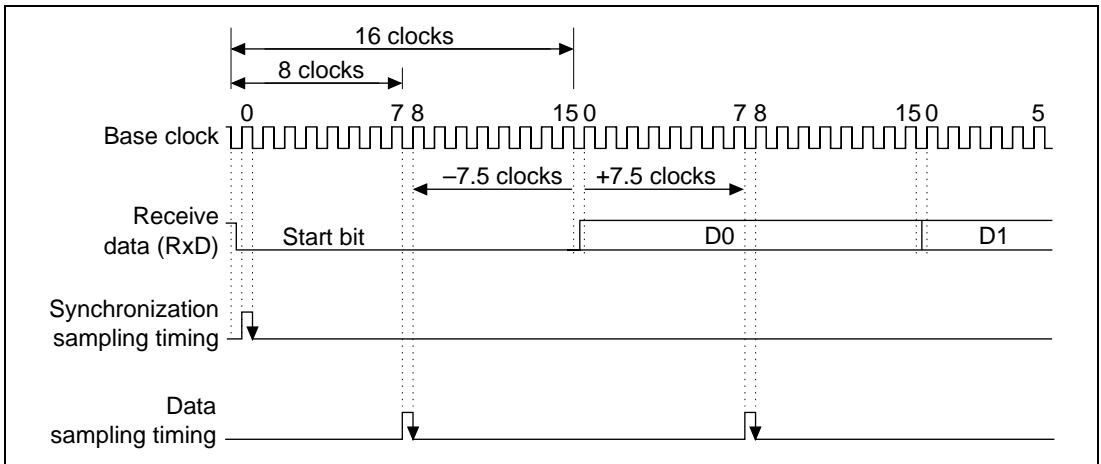 16 clocks
8 clocks
0 7 8 15 0 7 8 15 0 5
Base clock
–7.5 clocks +7.5 clocks
Receive
data (RxD)
Start bit D0 D1
Synchronization
sampling timing
Data
sampling timing